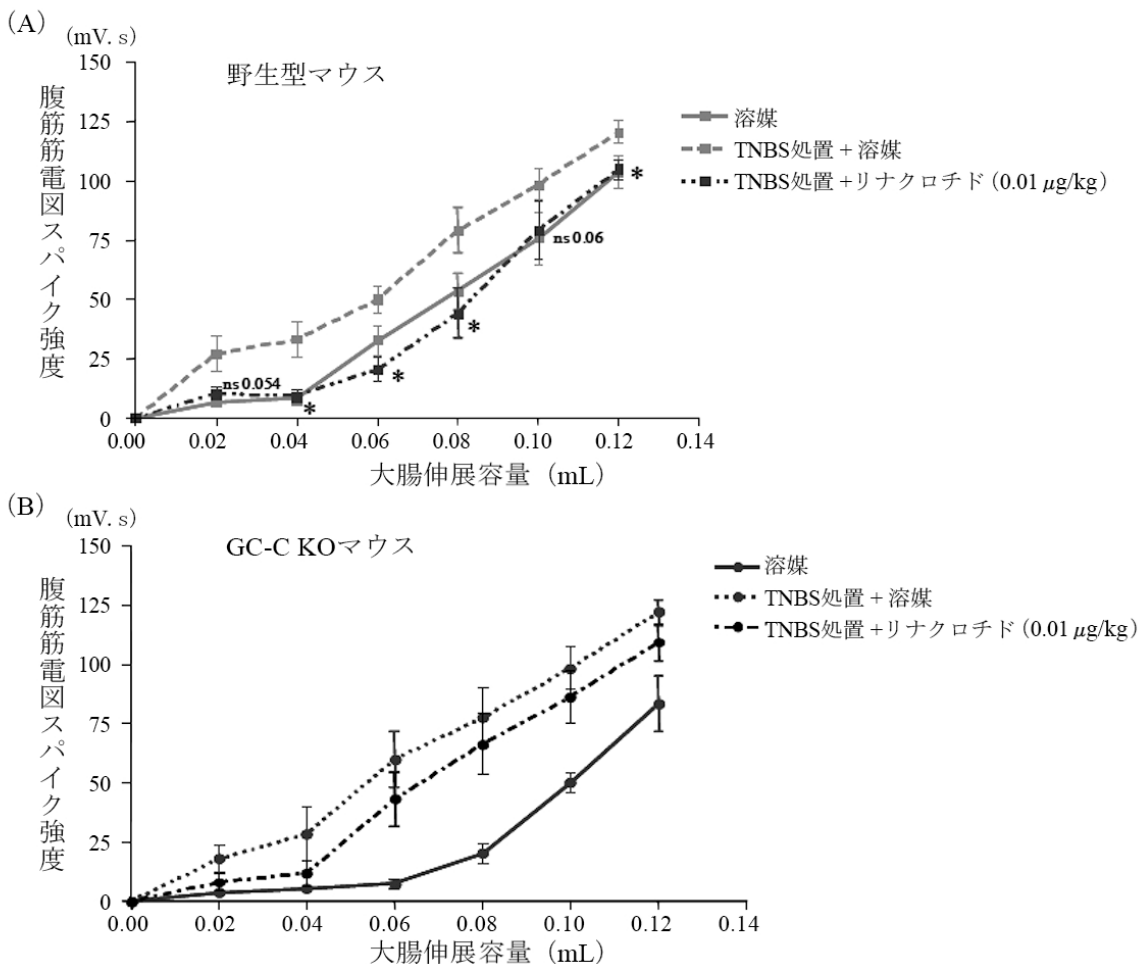 (A)
(mV. s)
150
125
100
75
50
25
0
腹筋筋電図スパイク強度
野生型マウス
溶媒
TNBS処置 + 溶媒
TNBS処置 +リナクロチド (0.01 μg/kg)
ns 0.054
*
*
*
ns 0.06
*
0.00 0.02 0.04 0.06 0.08 0.10 0.12 0.14
大腸伸展容量 (mL)
(B)
(mV. s)
150
125
100
75
50
25
0
腹筋筋電図スパイク強度
GC-C KOマウス
溶媒
TNBS処置 + 溶媒
TNBS処置 +リナクロチド (0.01 μg/kg)
0.00 0.02 0.04 0.06 0.08 0.10 0.12 0.14
大腸伸展容量 (mL)